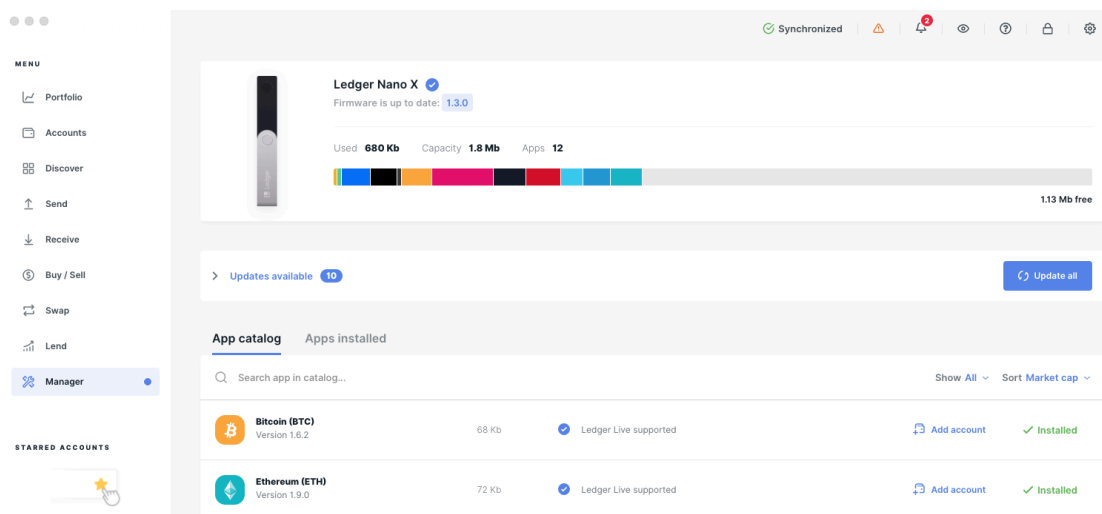 Synchronized
2
MENU
Portfolio
Accounts
Discover
Send
Receive
Buy / Sell
Swap
Lend
Manager
STARRED ACCOUNTS
Ledger
Ledger Nano X
Firmware is up to date: 1.3.0
Used 680 Kb Capacity 1.8 Mb Apps 12
1.13 Mb free
Updates available 10
Update all
App catalog Apps installed
Search app in catalog...
Show All Sort Market cap
Bitcoin (BTC)
Version 1.6.2
68 Kb
Ledger Live supported
Add account
Installed
Ethereum (ETH)
Version 1.9.0
72 Kb
Ledger Live supported
Add account
Installed